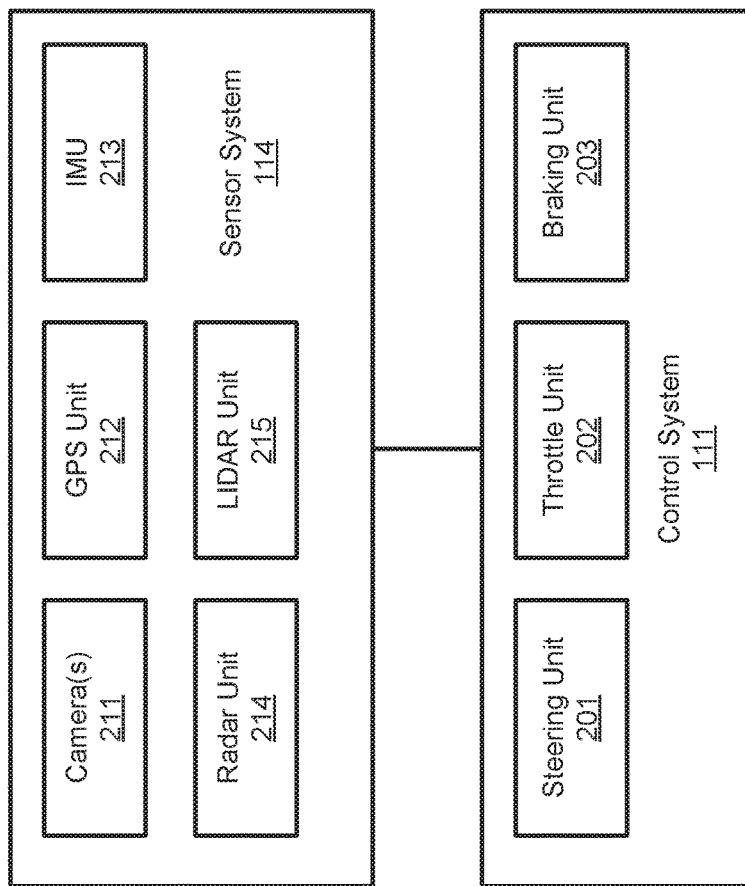 Camera(s)
211
GPS Unit
212
IMU
213
Radar Unit
214
LIDAR Unit
215
Sensor System
114
Steering Unit
201
Throttle Unit
202
Braking Unit
203
Control System
111